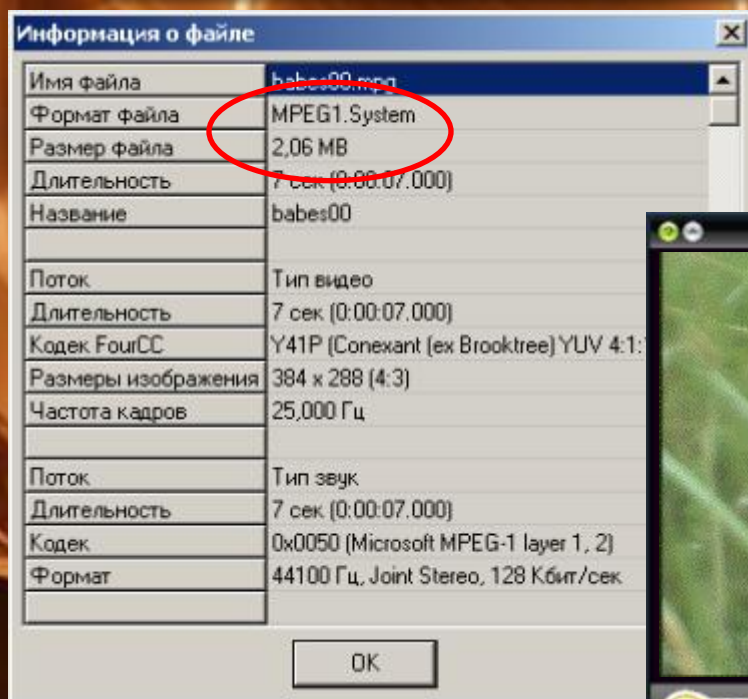 Информация о файле
Имя файла babes00.mpg
Формат файла MPEG1.System
Размер файла 2,06 MB
Длительность 7 сек (0:00:07.000)
Название babes00
Поток Тип видео
Длительность 7 сек (0:00:07.000)
Кодек FourCC Y41P (Conexant (ex Brooktree) YUV 4:1:
Размеры изображения 384 x 288 (4:3)
Частота кадров 25,000 Гц
Поток Тип звук
Длительность 7 сек (0:00:07.000)
Кодек 0x0050 (Microsoft MPEG-1 layer 1, 2)
Формат 44100 Гц, Joint Stereo, 128 Кбит/сек
OK